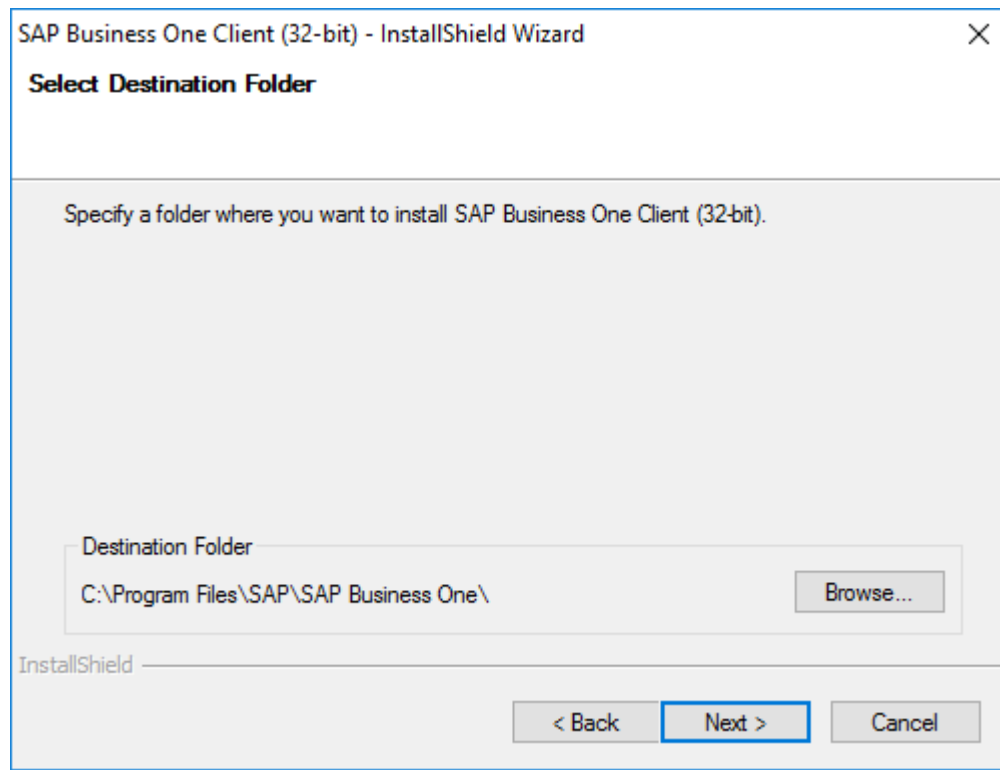 SAP Business One Client (32-bit) - InstallShield Wizard
Select Destination Folder
Specify a folder where you want to install SAP Business One Client (32-bit).
Destination Folder
C:\Program Files\SAP\SAP Business One\
Browse...
InstallShield
< Back
Next >
Cancel